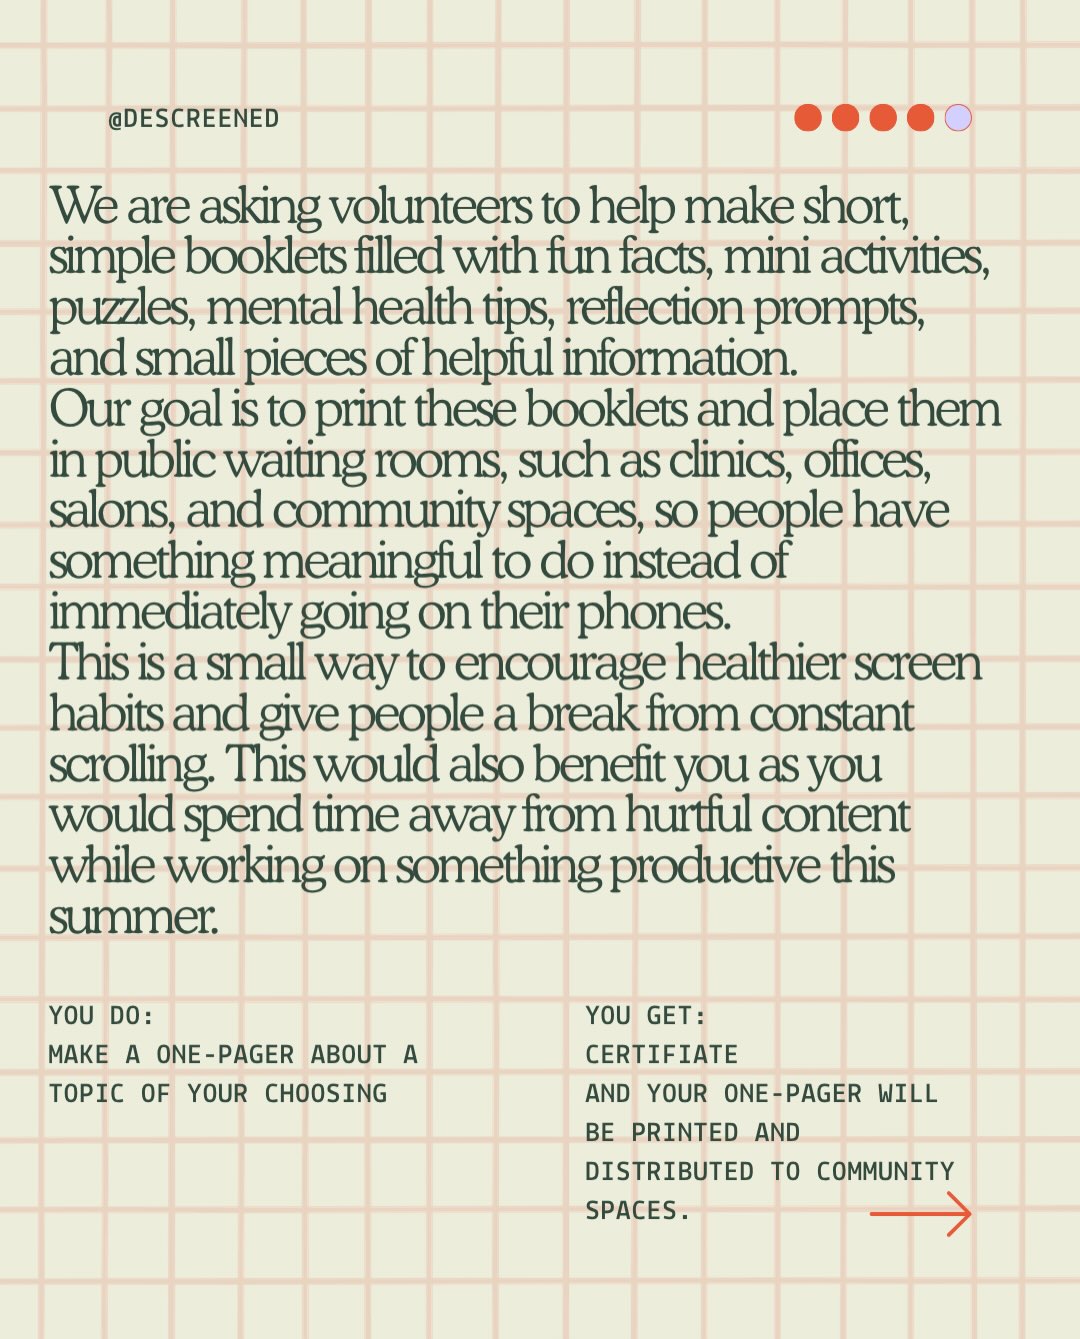 @DESCREENED
We are asking volunteers to help make short,
simple booklets filled with fun facts, mini activities,
puzzles, mental health tips, reflection prompts,
and small pieces of helpful information.
Our goal is to print these booklets and place them
in public waiting rooms, such as clinics, offices,
salons, and community spaces, so people have
something meaningful to do instead of
immediately going on their phones.
This is a small way to encourage healthier screen
habits and give people a break from constant
scrolling. This would also benefit you as you
would spend time away from hurtful content
while working on something productive this
summer.
YOU DO:
MAKE A ONE-PAGER ABOUT A
TOPIC OF YOUR CHOOSING
YOU GET:
CERTIFIATE
AND YOUR ONE-PAGER WILL
BE PRINTED AND
DISTRIBUTED TO COMMUNITY
SPACES.